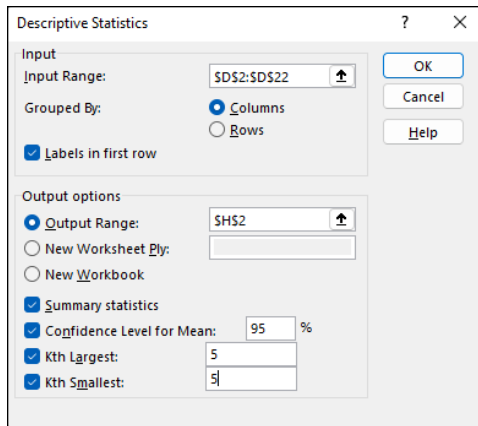 Descriptive Statistics ? ×
Input
Input Range: $D$2:$D$22
Grouped By: Columns
Rows
Labels in first row
OK
Cancel
Help
Output options
Output Range: $H$2
New Worksheet Ply:
New Workbook
Summary statistics
Confidence Level for Mean: 95 %
Kth Largest: 5
Kth Smallest: 5